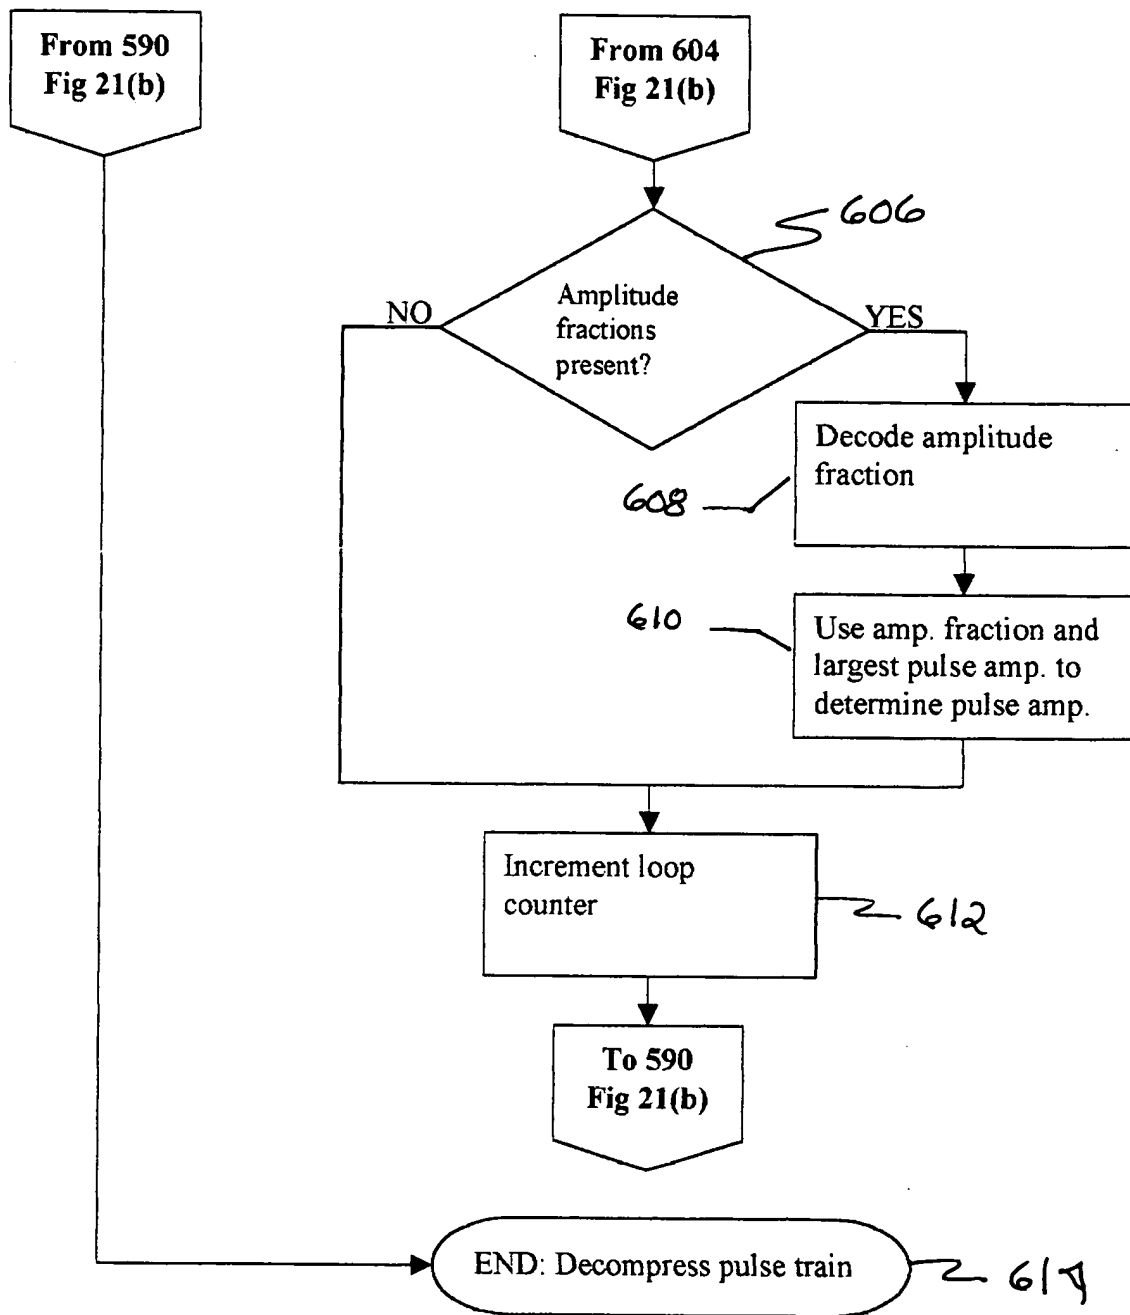 From 590
Fig 21(b)
From 604
Fig 21(b)
606
Amplitude
fractions
present?
NO
YES
Decode amplitude
fraction
608
610
Use amp. fraction and
largest pulse amp. to
determine pulse amp.
Increment loop
counter
612
To 590
Fig 21(b)
END: Decompress pulse train
614